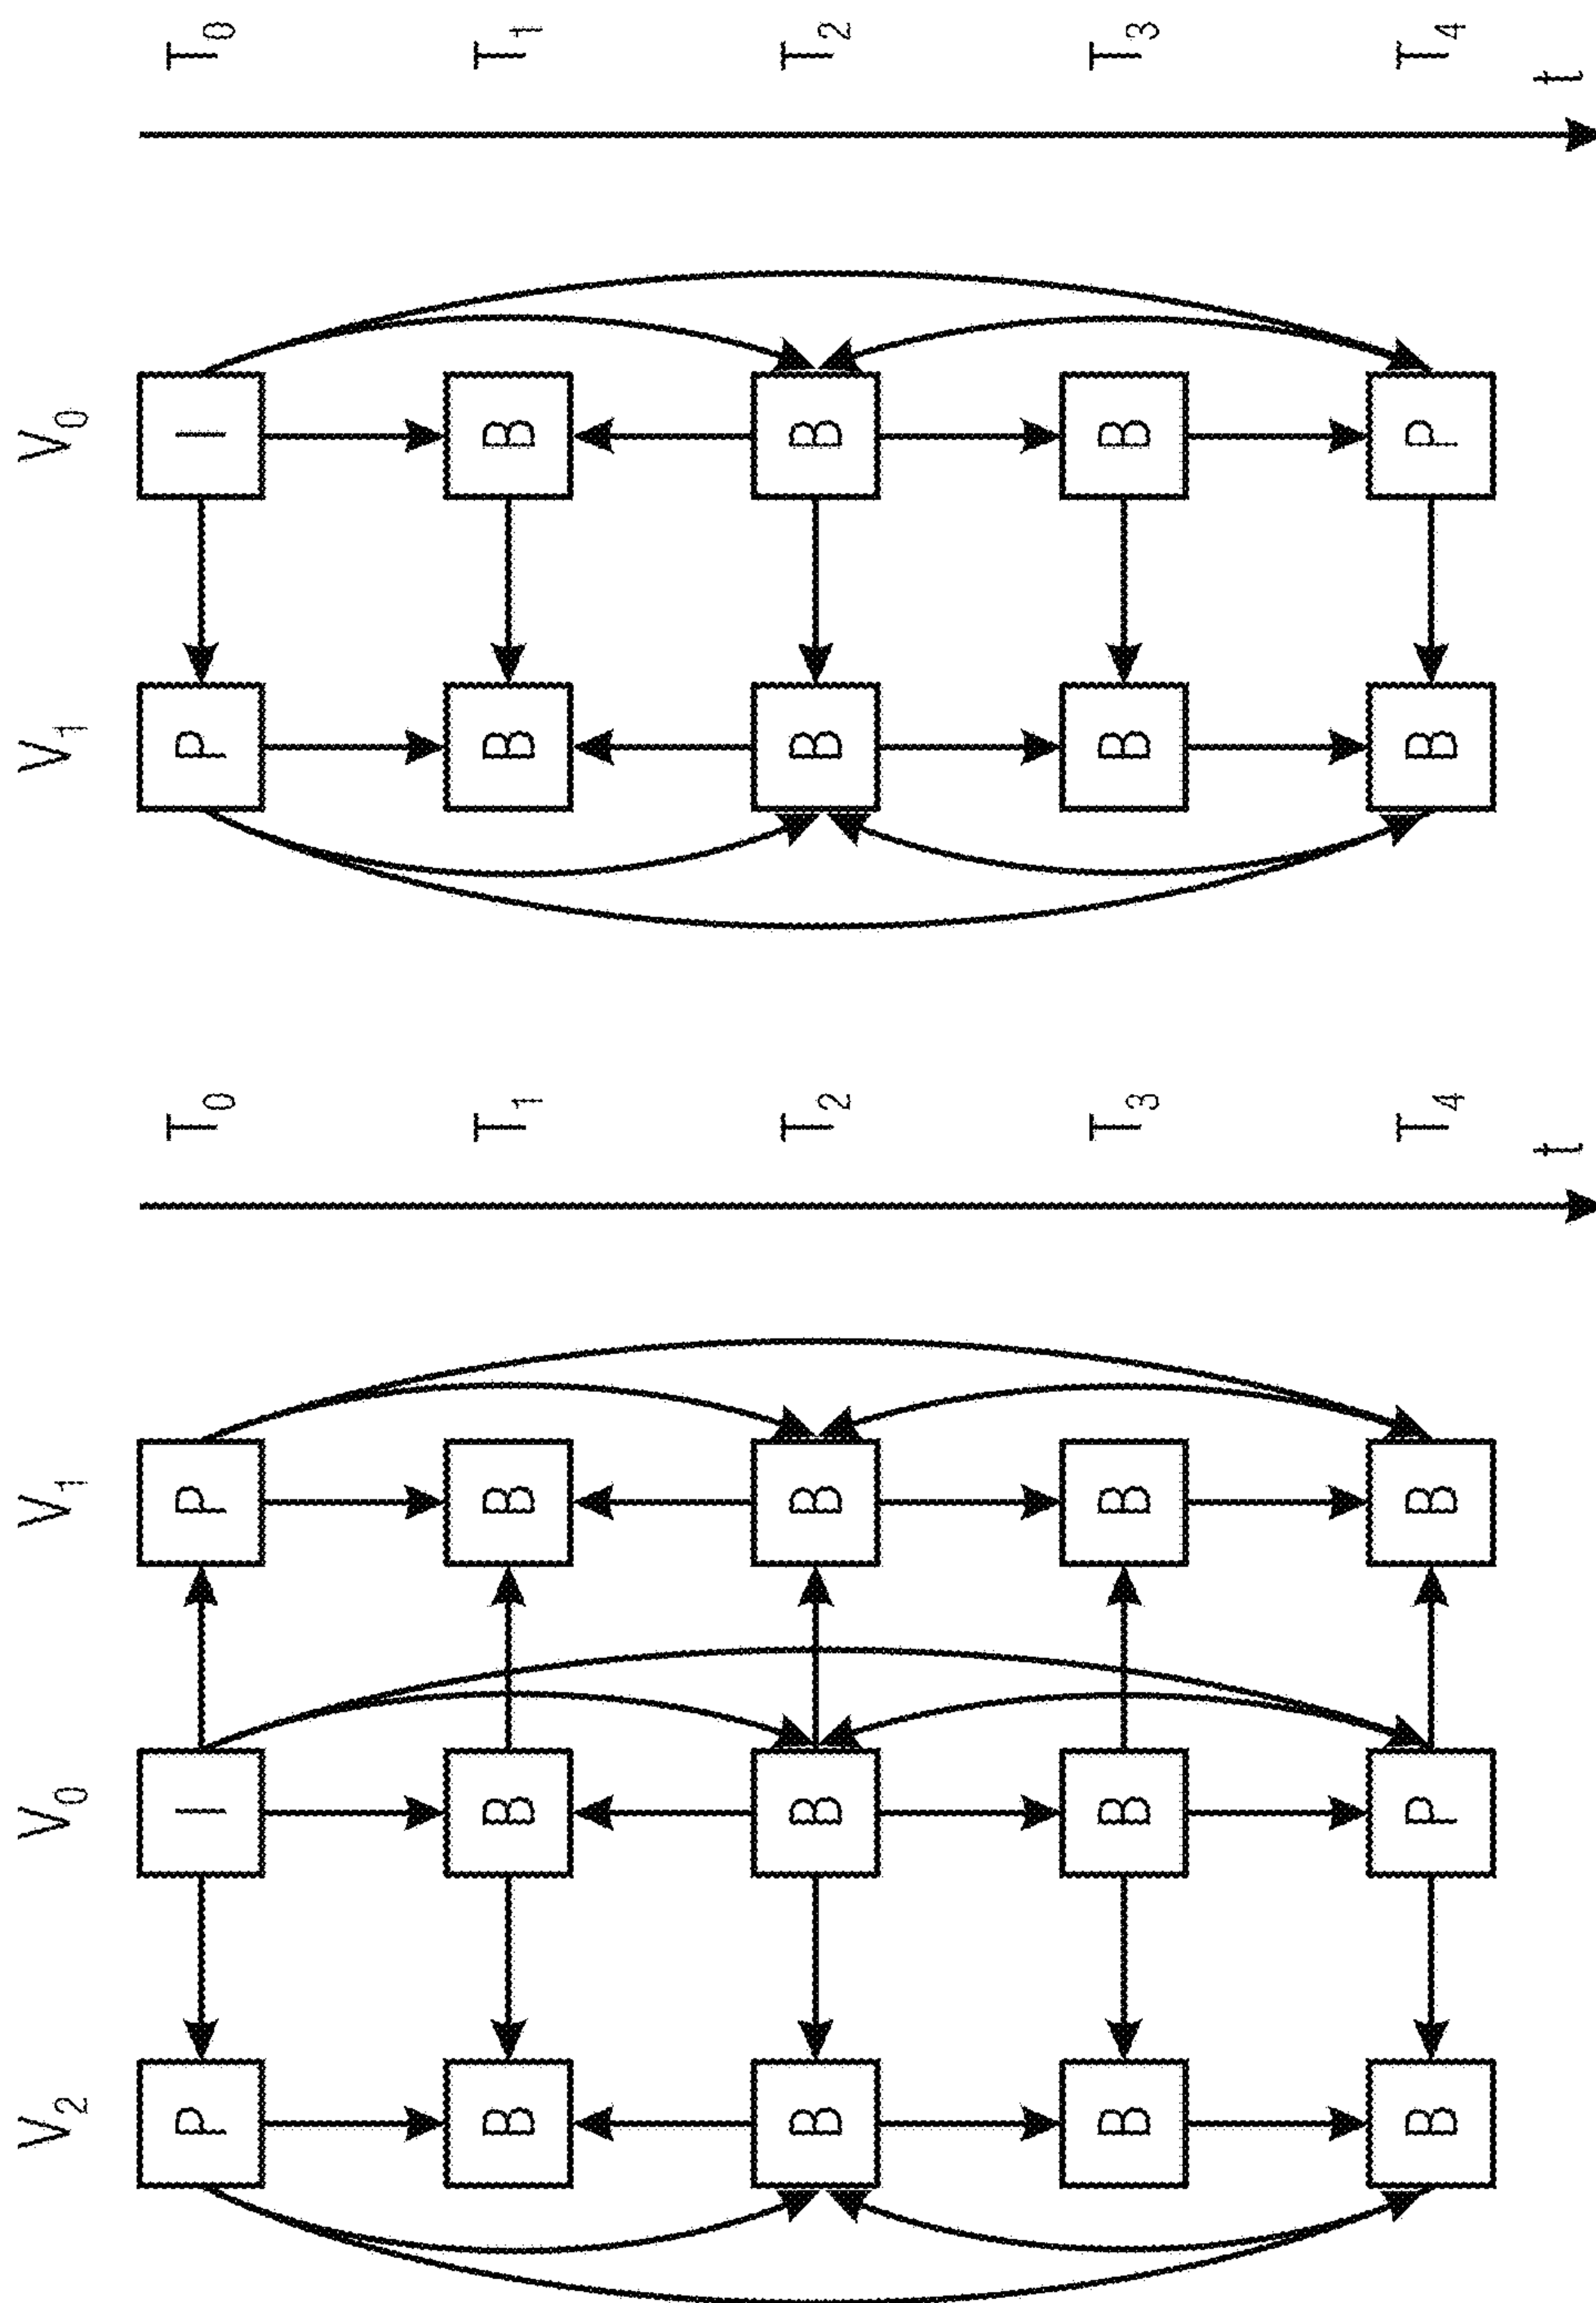 V₂ V₀ V₁ V₁ V₀
P I P T₀ P I T₀
B B B T₁ B B T₁
B B B T₂ B B T₂
B B B T₃ B B T₃
B P B T₄ B P T₄
t t